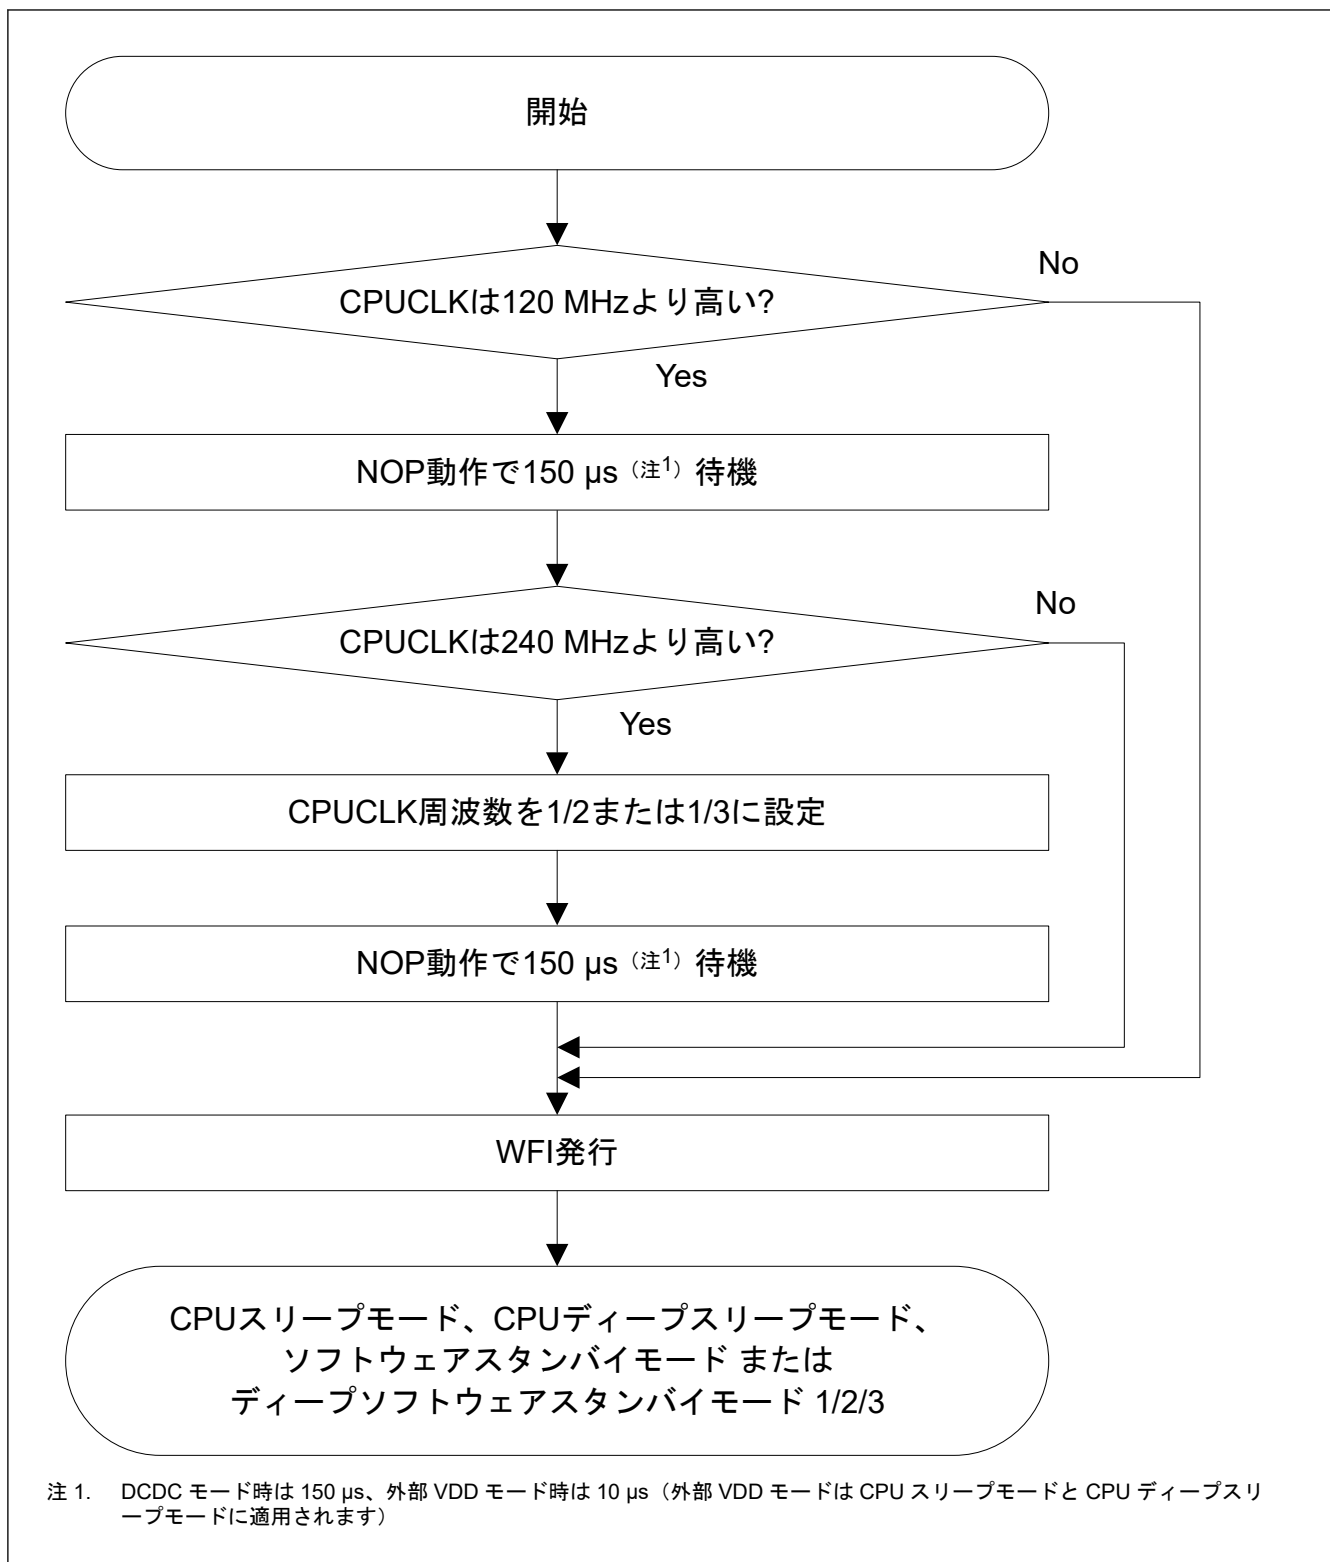 開始
CPUCLKは120 MHzより高い?
No
Yes
NOP動作で150 µs（注1）待機
CPUCLKは240 MHzより高い?
No
Yes
CPUCLK周波数を1/2または1/3に設定
NOP動作で150 µs（注1）待機
WFI発行
CPUスリープモード、CPUディープスリープモード、
ソフトウェアスタンバイモード または
ディープソフトウェアスタンバイモード 1/2/3
注 1. DCDC モード時は 150 µs、外部 VDD モード時は 10 µs（外部 VDD モードは CPU スリープモードと CPU ディープスリ
ープモードに適用されます）